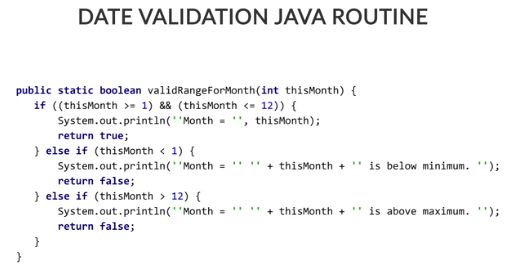 DATE VALIDATION JAVA ROUTINE
public static boolean validRangeForMonth(int thisMonth) {
if ((thisMonth >= 1) && (thisMonth <= 12)) {
System.out.println(''Month = '', thisMonth);
return true;
} else if (thisMonth < 1) {
System.out.println(''Month = '' '' + thisMonth + '' is below minimum. '');
return false;
} else if (thisMonth > 12) {
System.out.println(''Month = '' '' + thisMonth + '' is above maximum. '');
return false;
}
}